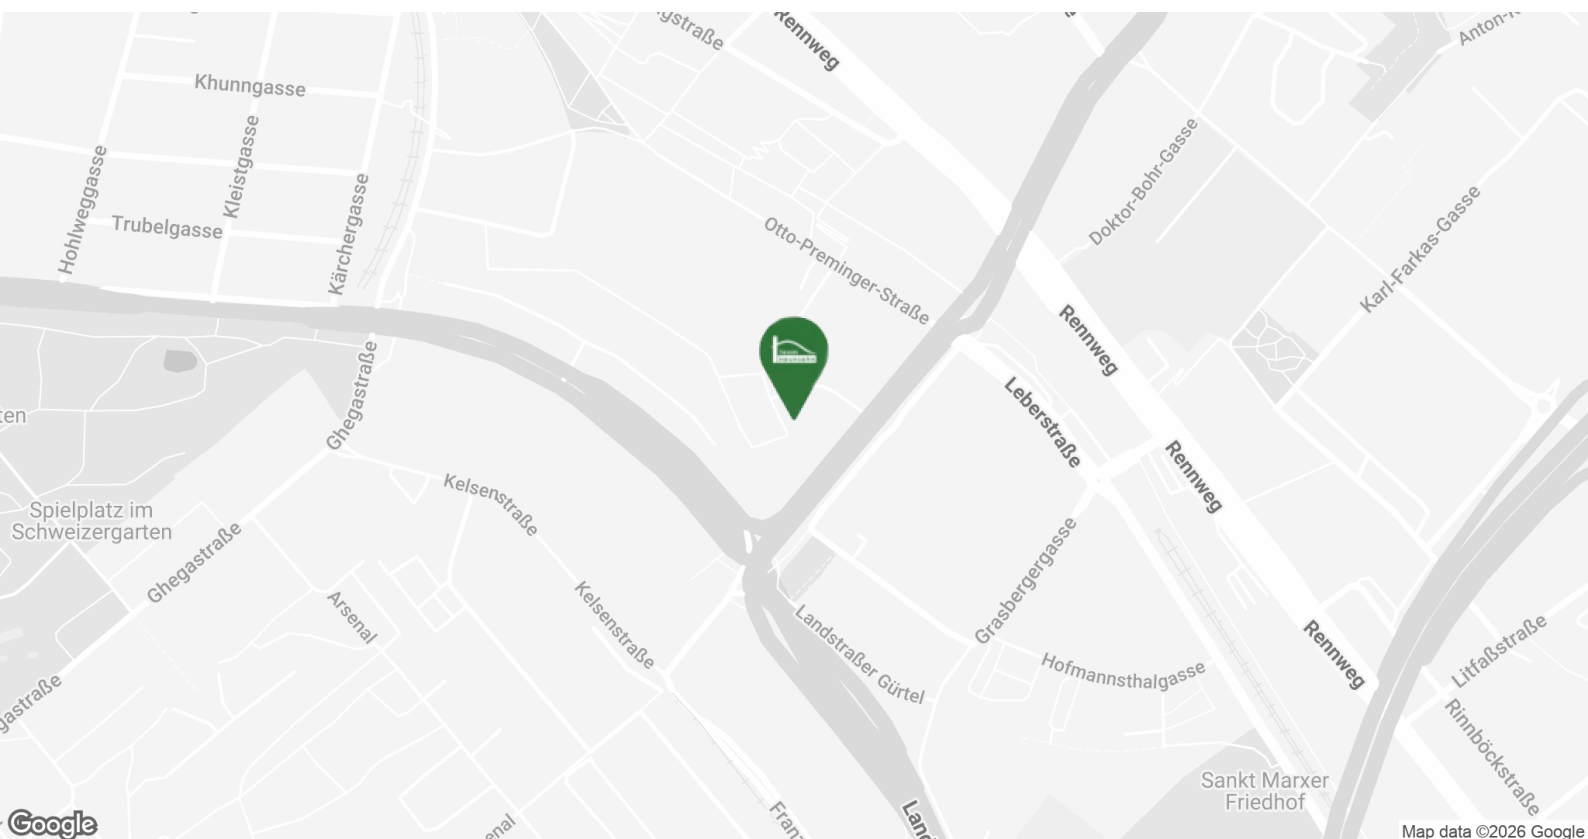 Rennweg
Khunngasse
Kleistgasse
Hohlweggasse
Trubelgasse
Kärchergasse
Otto-Preminger-Straße
Doktor-Bohr-Gasse
Karl-Farkas-Gasse
Rennweg
Leberstraße
Ghegastraße
Rennweg
Kelsenstraße
Spielplatz im
Schweizergarten
Ghegastraße
Arsenal
Kelsenstraße
Grasbergergasse
Landstraßer Gürtel
Hofmannsthalgasse
Rennweg
Litfaßstraße
Rinnböckstraße
Sankt Marxer
Friedhof
Google
Map data ©2026 Google